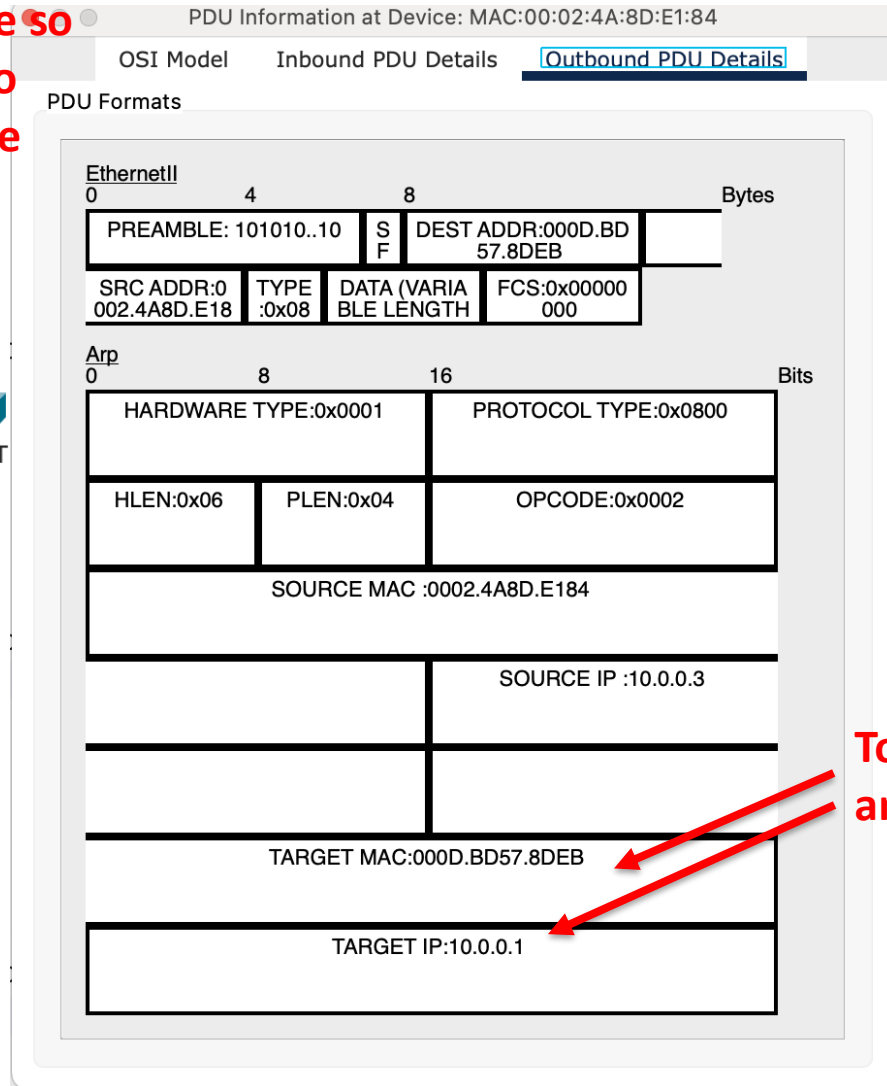 e so
o
e
PDU Information at Device: MAC:00:02:4A:8D:E1:84
OSI Model Inbound PDU Details Outbound PDU Details
PDU Formats
EthernetII
0 4 8 Bytes
PREAMBLE: 101010..10 S F DEST ADDR:000D.BD
57.8DEB
SRC ADDR:0 TYPE DATA (VARIA FCS:0x00000
002.4A8D.E18 :0x08 BLE LENGTH 000
Arp
0 8 16 Bits
HARDWARE TYPE:0x0001 PROTOCOL TYPE:0x0800
HLEN:0x06 PLEN:0x04 OPCODE:0x0002
SOURCE MAC :0002.4A8D.E184
SOURCE IP :10.0.0.3
TARGET MAC:000D.BD57.8DEB
TARGET IP:10.0.0.1
T
To
ar